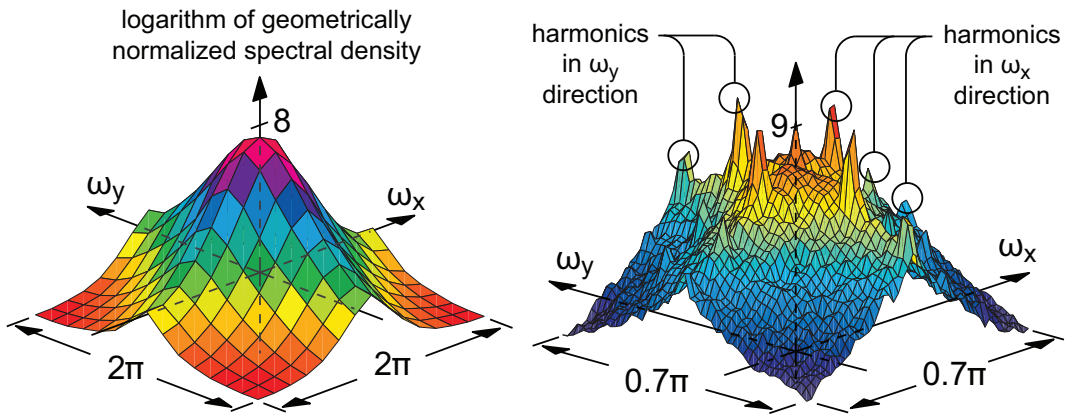 logarithm of geometrically
normalized spectral density
8
ωy
ωx
2π
2π
harmonics
in ωy
direction
harmonics
in ωx
direction
9
ωy
ωx
0.7π
0.7π